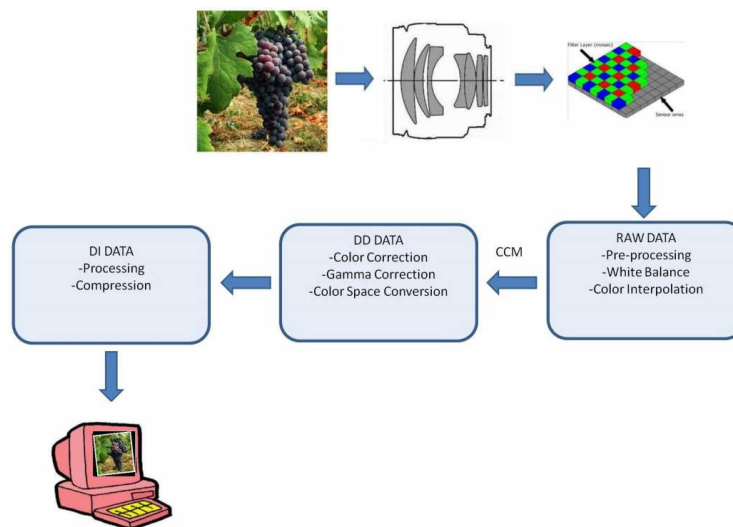 Filter Layer (mosaic)
Sensor array
DI DATA
-Processing
-Compression
DD DATA
-Color Correction
-Gamma Correction
-Color Space Conversion
CCM
RAW DATA
-Pre-processing
-White Balance
-Color Interpolation